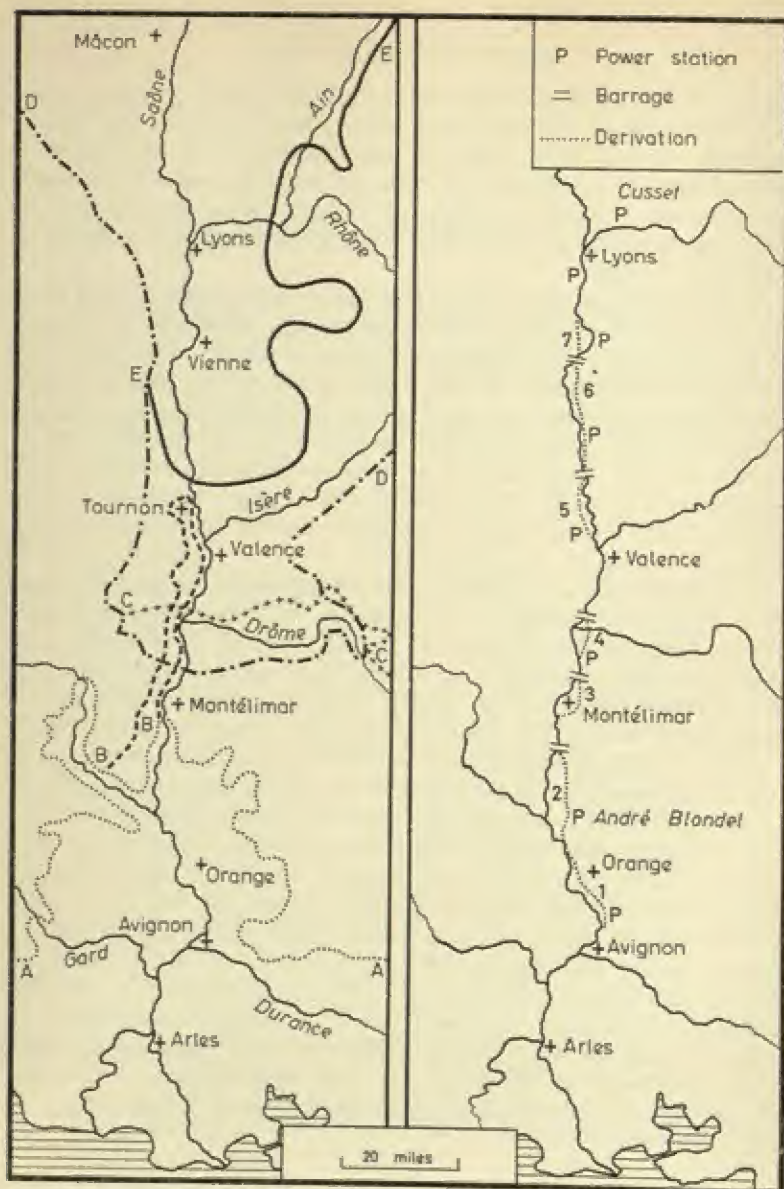 Mâcon
E
D
Saône
Ain
Lyons
Rhône
Vienne
E
D
Tournon
Isère
Valence
C
Drôme
C
Montélimar
B
B
Orange
Avignon
A
Gard
A
Durance
Arles
P Power station
Barrage
Derivation
Cusset
P
Lyons
P
7
P
6
P
5
P
Valence
4
P
3
Montélimar
2
P André Blondel
Orange
1
P
Avignon
Arles
20 miles